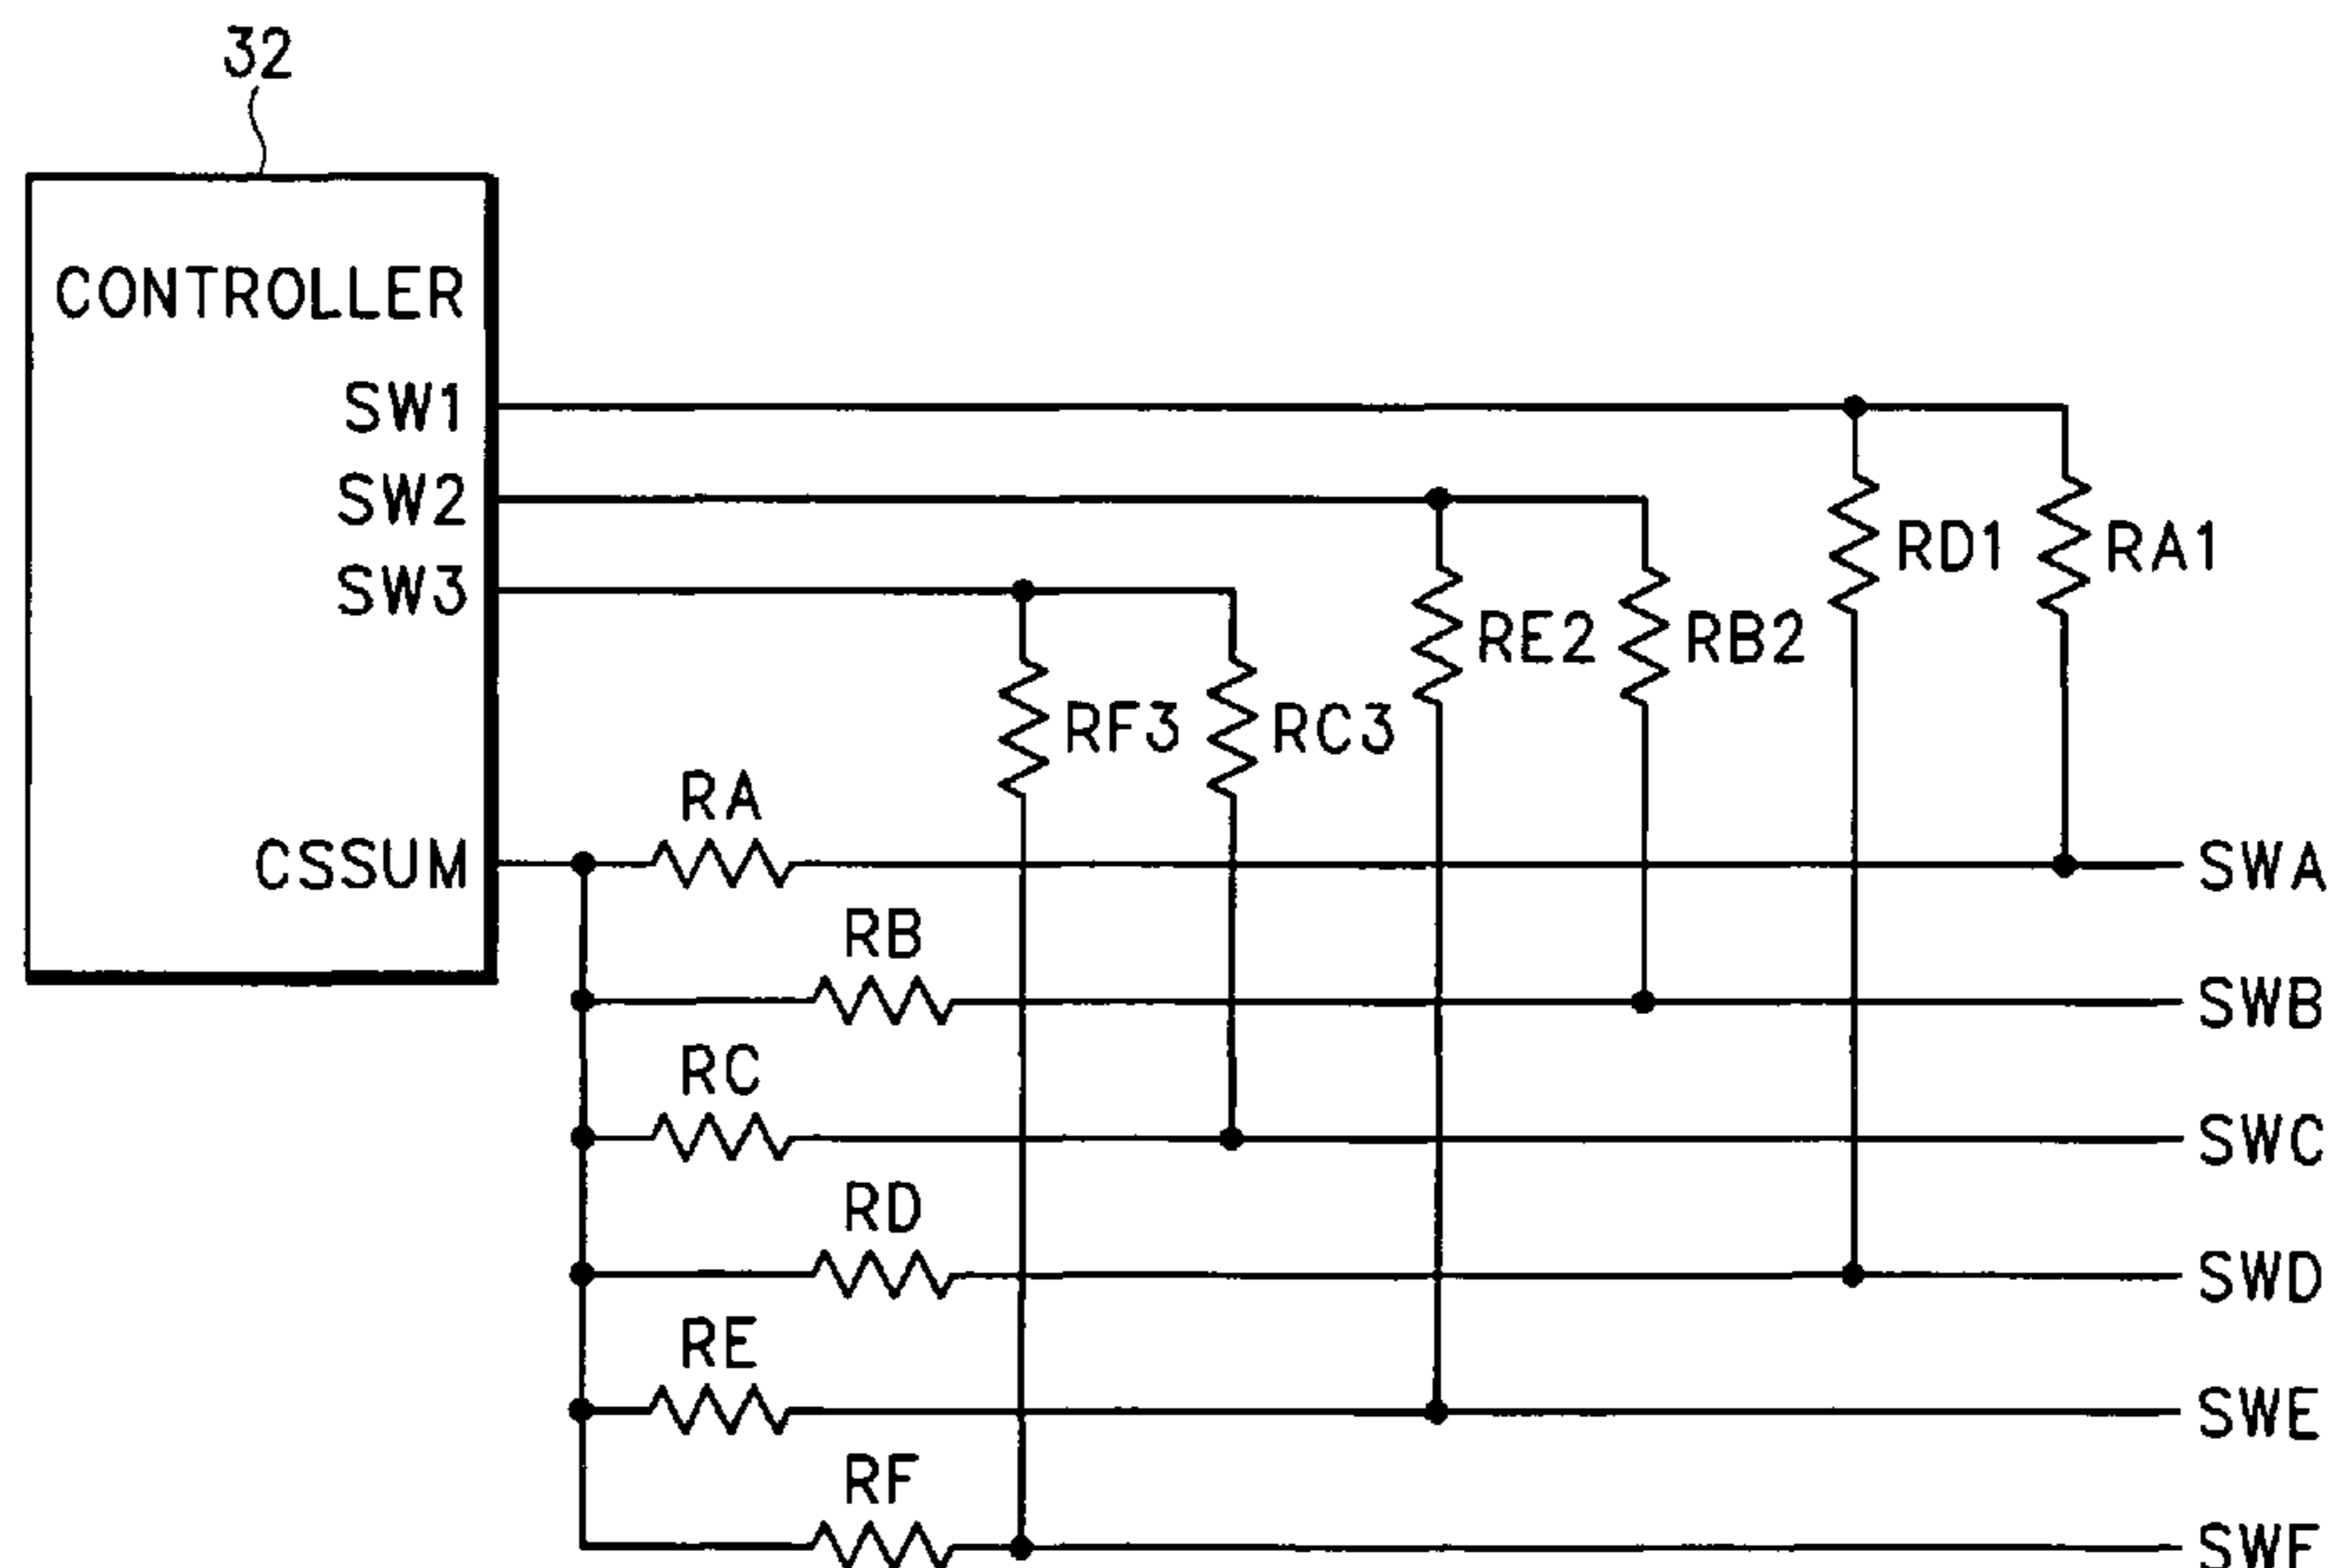 32
CONTROLLER
SW1
SW2
SW3
RD1
RA1
RE2
RB2
RF3
RC3
CSSUM
RA
SWA
RB
SWB
RC
SWC
RD
SWD
RE
SWE
RF
SWF